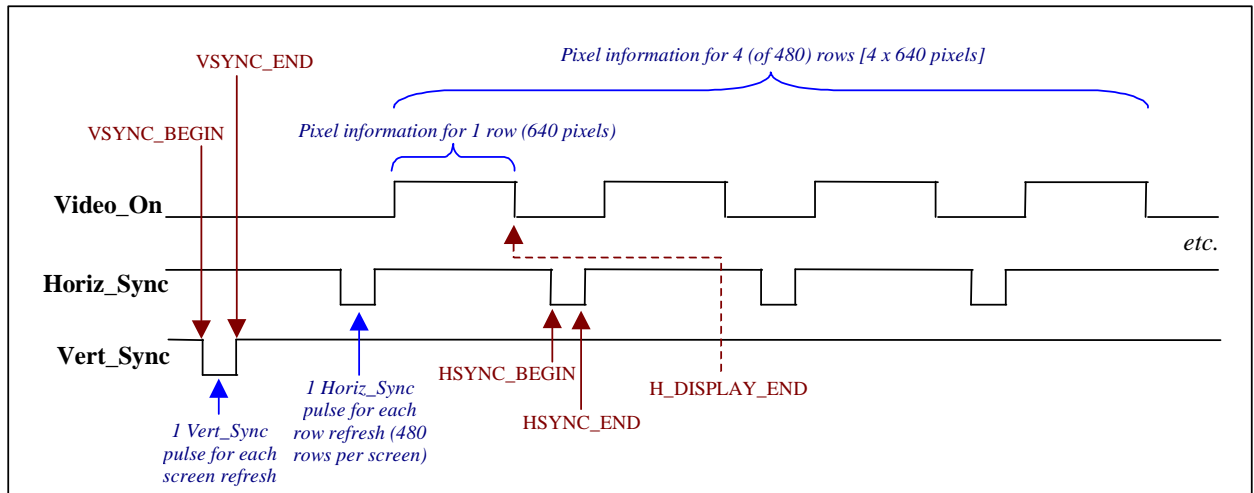 Pixel information for 4 (of 480) rows [4 x 640 pixels]
VSYNC_END
Pixel information for 1 row (640 pixels)
VSYNC_BEGIN
Video_On
etc.
Horiz_Sync
Vert_Sync
HSYNC_BEGIN
H_DISPLAY_END
HSYNC_END
1 Vert_Sync
pulse for each
screen refresh
1 Horiz_Sync
pulse for each
row refresh (480
rows per screen)